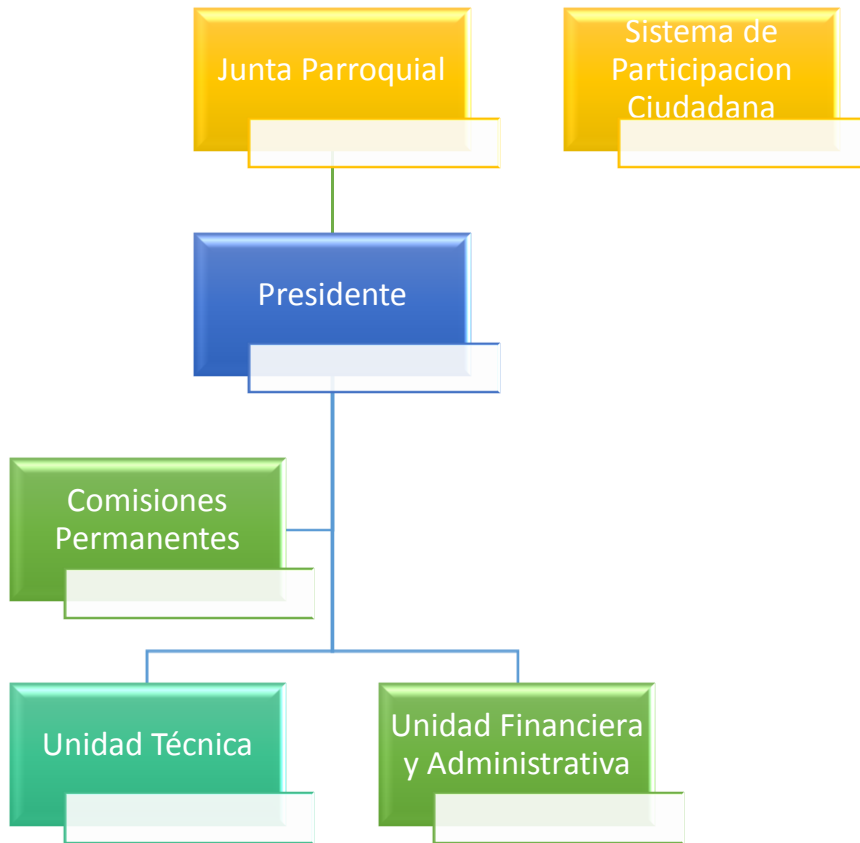 Junta Parroquial
Sistema de
Participacion
Ciudadana
Presidente
Comisiones
Permanentes
Unidad Técnica
Unidad Financiera
y Administrativa